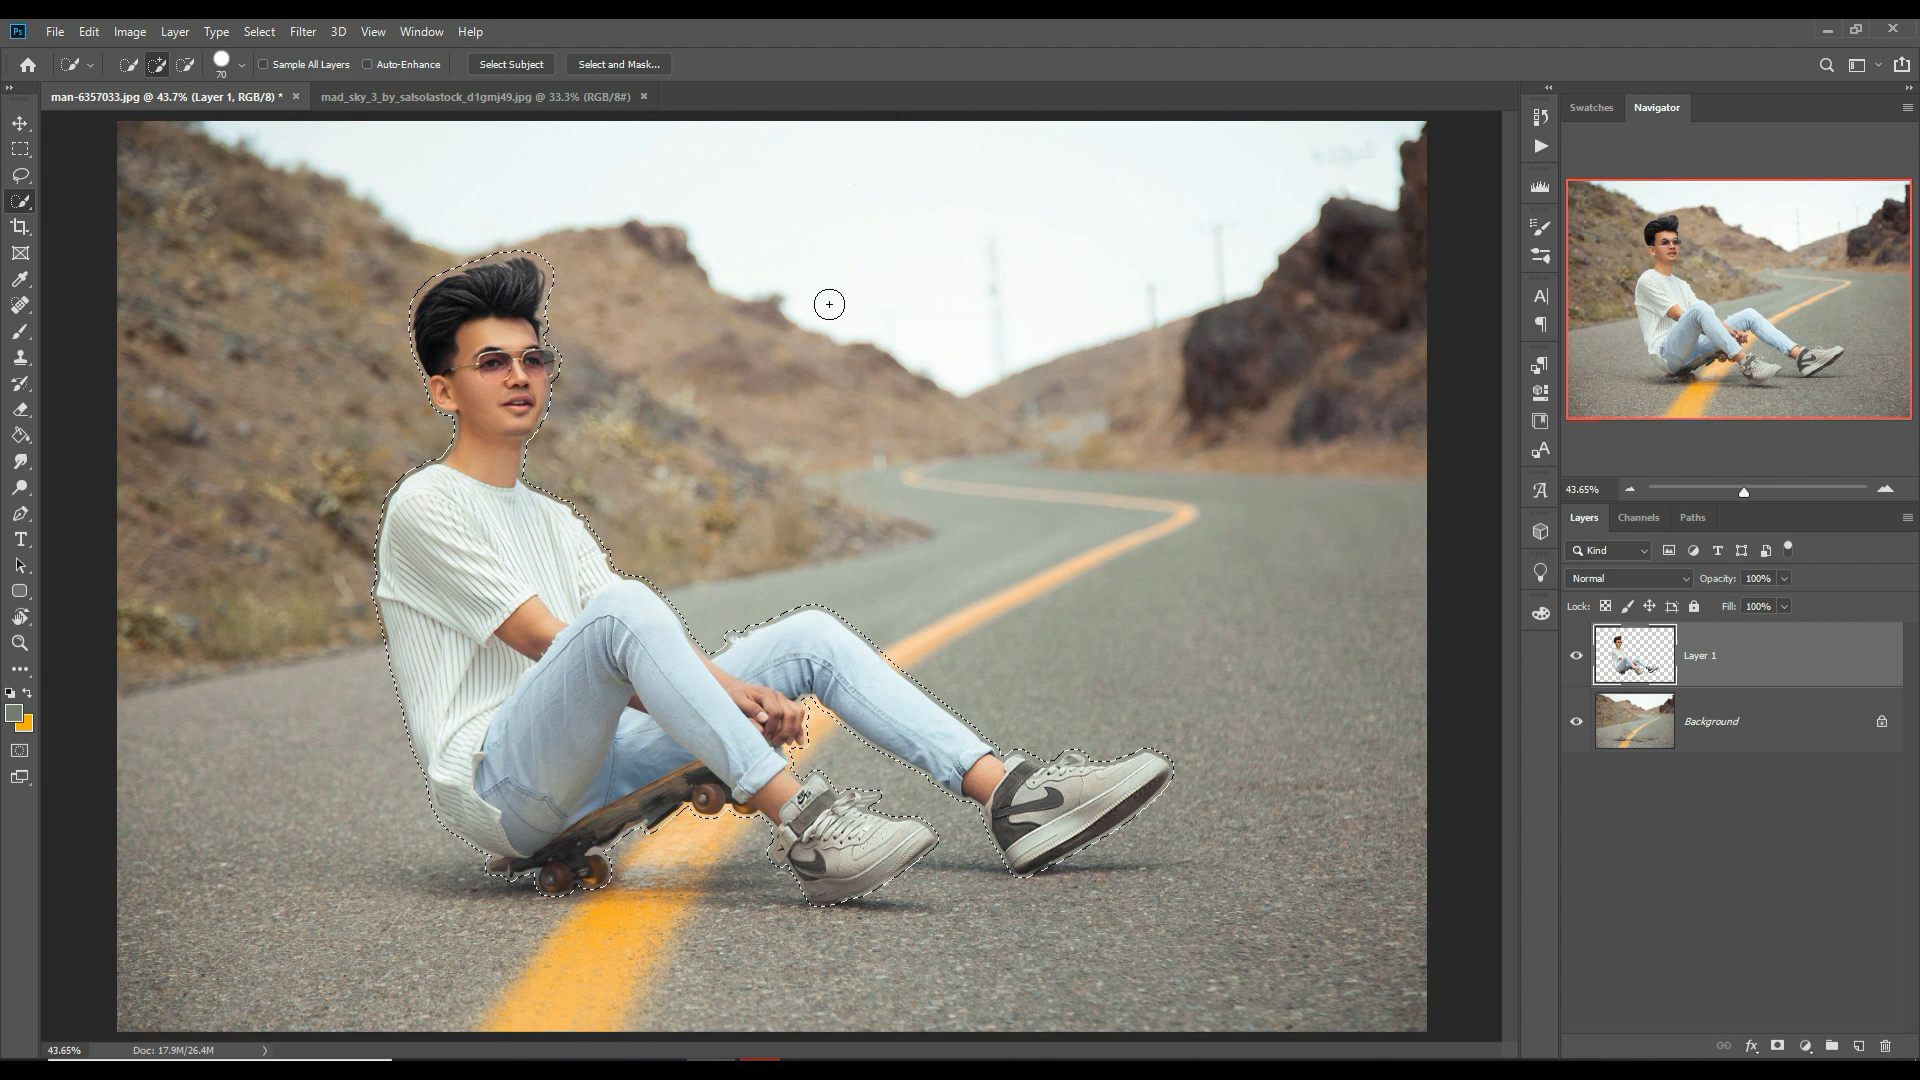 Ps File Edit Image Layer Type Select Filter 3D View Window Help
70 Sample All Layers Auto-Enhance Select Subject Select and Mask...
man-6357033.jpg @ 43.7% (Layer 1, RGB/8) * × mad_sky_3_by_salsolastock_d1gmj49.jpg @ 33.3% (RGB/8#) ×
Swatches Navigator
43.65%
Layers Channels Paths
Kind
Normal Opacity: 100%
Lock: Fill: 100%
Layer 1
Background
43.65% Doc: 17.9M/26.4M